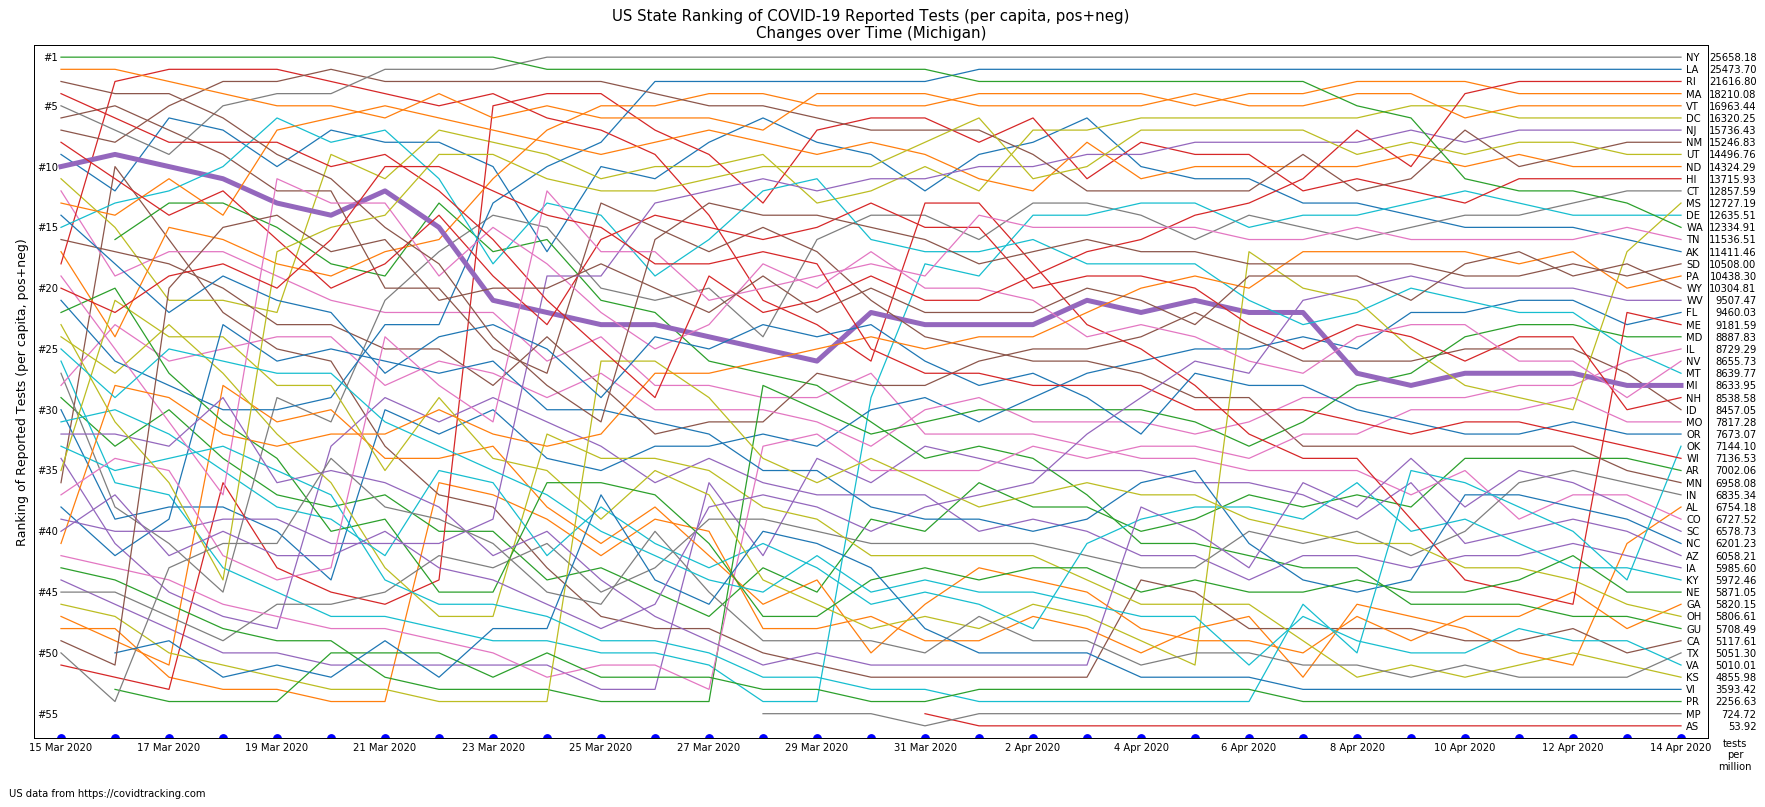 US State Ranking of COVID-19 Reported Tests (per capita, pos+neg)
Changes over Time (Michigan)
Ranking of Reported Tests (per capita, pos+neg)
#1
#5
#10
#15
#20
#25
#30
#35
#40
#45
#50
#55
NY 25658.18
LA 25473.70
RI 21616.80
MA 18210.08
VT 16963.44
DC 16320.25
NJ 15736.43
NM 15246.83
UT 14496.76
ND 14324.29
HI 13715.93
CT 12857.59
MS 12727.19
DE 12635.51
WA 12334.91
TN 11536.51
AK 11411.46
SD 10508.00
PA 10438.30
WY 10304.81
WV 9507.47
FL 9460.03
ME 9181.59
MD 8887.83
IL 8729.29
NV 8655.73
MT 8639.77
MI 8633.95
NH 8538.58
ID 8457.05
MO 7817.28
OR 7673.07
OK 7144.10
WI 7136.53
AR 7002.06
MN 6958.08
IN 6835.34
AL 6754.18
CO 6727.52
SC 6578.73
NC 6201.23
AZ 6058.21
IA 5985.60
KY 5972.46
NE 5871.05
GA 5820.15
OH 5806.61
GU 5708.49
CA 5117.61
TX 5051.30
VA 5010.01
KS 4855.98
VI 3593.42
PR 2256.63
MP 724.72
AS 53.92
15 Mar 2020 17 Mar 2020 19 Mar 2020 21 Mar 2020 23 Mar 2020 25 Mar 2020 27 Mar 2020 29 Mar 2020 31 Mar 2020 2 Apr 2020 4 Apr 2020 6 Apr 2020 8 Apr 2020 10 Apr 2020 12 Apr 2020 14 Apr 2020
tests
per
million
US data from https://covidtracking.com